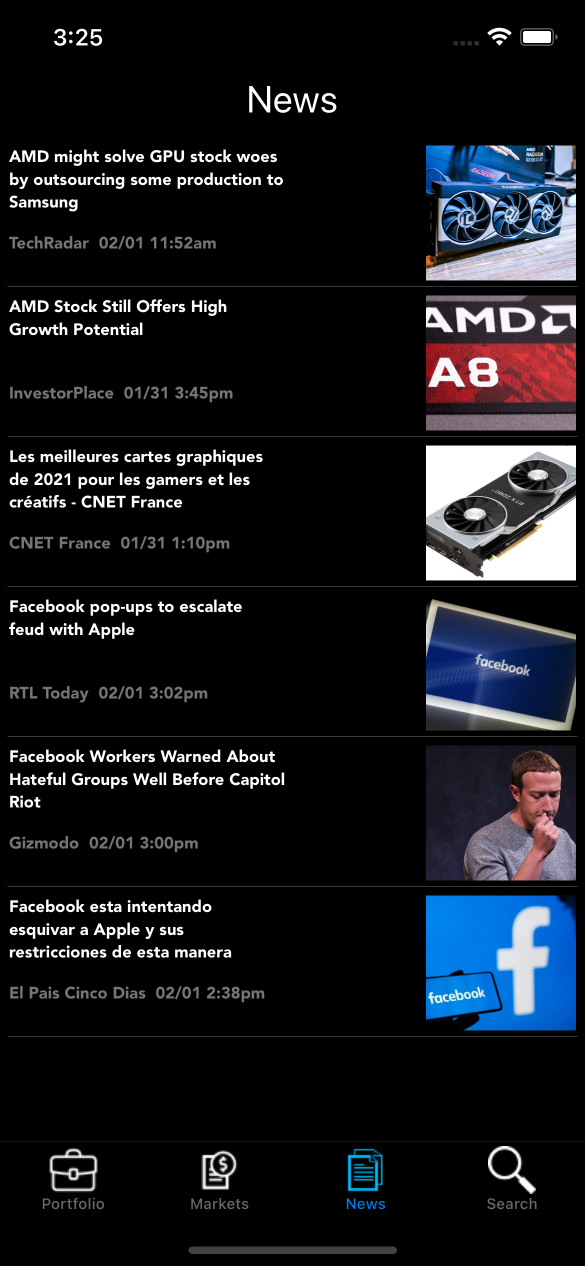 3:25
News
AMD might solve GPU stock woes
by outsourcing some production to
Samsung
TechRadar 02/01 11:52am
RADEON
AMD Stock Still Offers High
Growth Potential
InvestorPlace 01/31 3:45pm
AMD
A8
Les meilleures cartes graphiques
de 2021 pour les gamers et les
créatifs - CNET France
CNET France 01/31 1:10pm
RTX 2080
Facebook pop-ups to escalate
feud with Apple
RTL Today 02/01 3:02pm
facebook
Facebook Workers Warned About
Hateful Groups Well Before Capitol
Riot
Gizmodo 02/01 3:00pm
Facebook esta intentando
esquivar a Apple y sus
restricciones de esta manera
El Pais Cinco Dias 02/01 2:38pm
f
facebook
Portfolio
Markets
News
Search